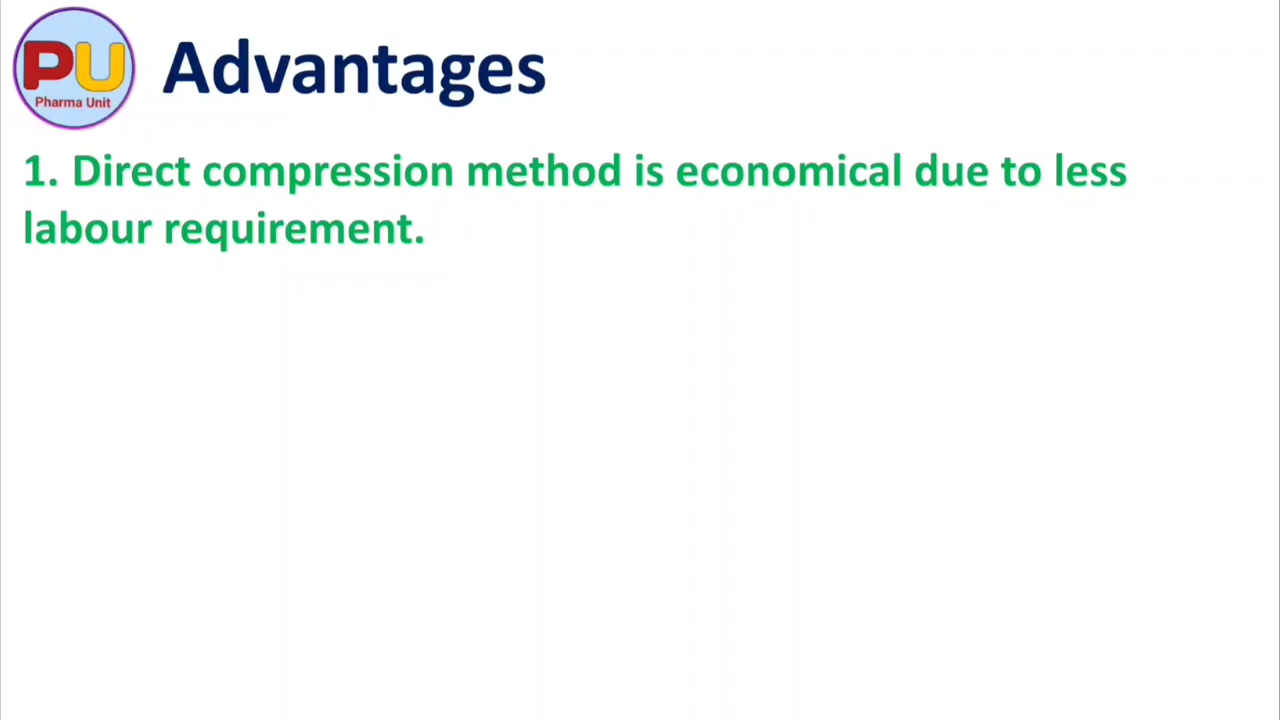 PU
Pharma Unit
Advantages
1. Direct compression method is economical due to less
labour requirement.